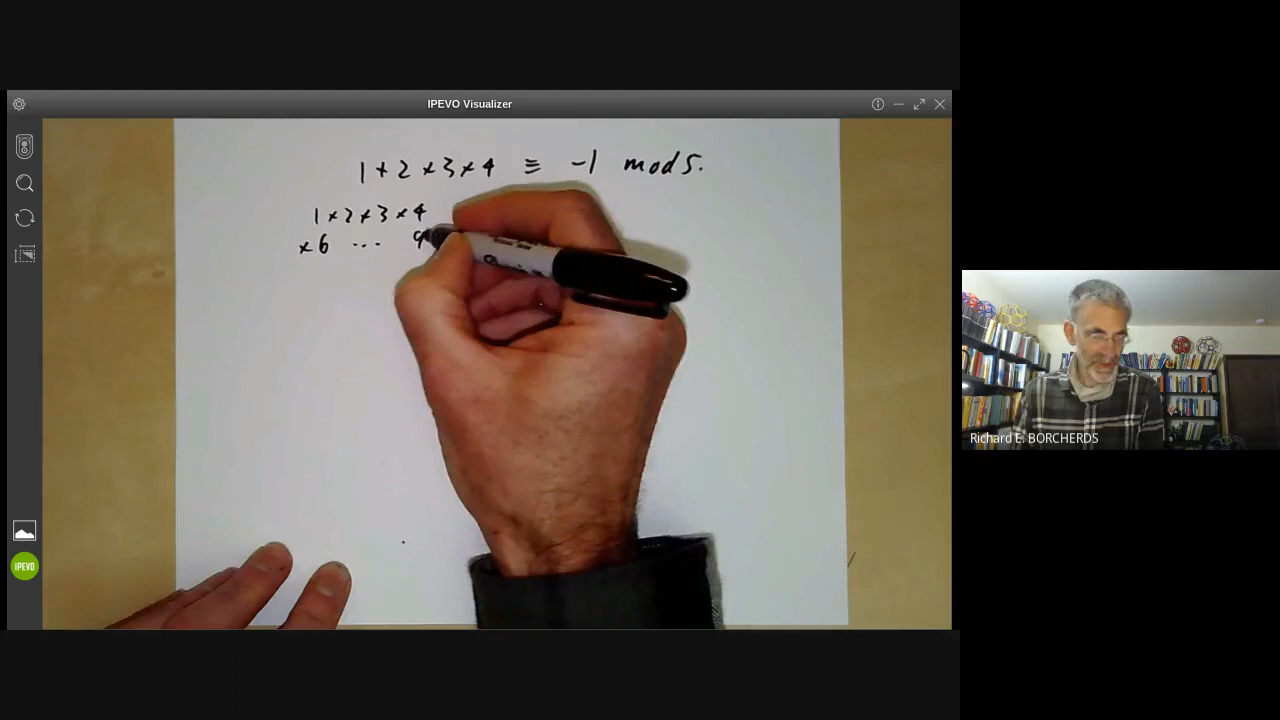 IPEVO Visualizer
1 + 2 × 3 × 4 ≡ -1 mod 5.
1 × 2 × 3 × 4
× 6 ... 9
IPEVO
Richard E. BORCHERDS